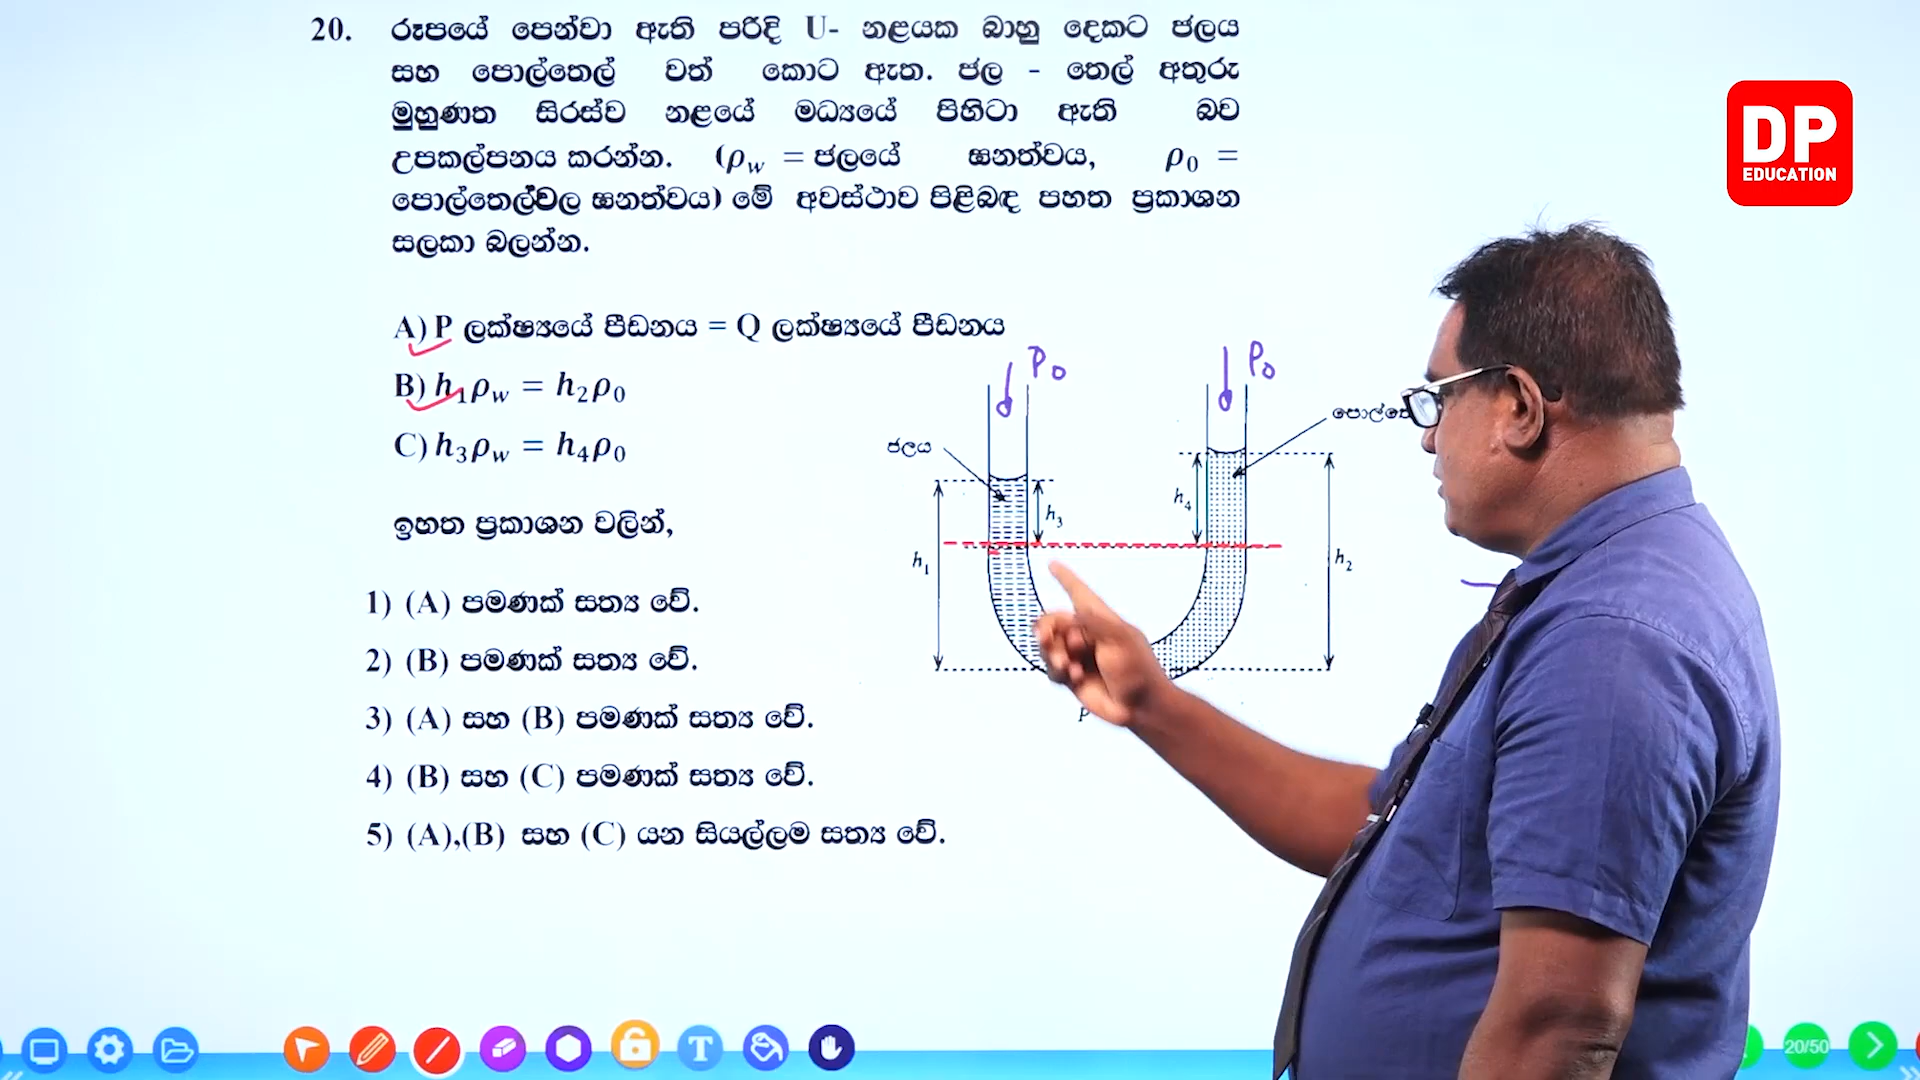 20. රූපයේ පෙන්වා ඇති පරිදි U- නළයක බාහු දෙකට ජලය
සහ පොල්තෙල් වත් කොට ඇත. ජල - තෙල් අතුරු
මුහුණත සිරස්ව නළයේ මධ්‍යයේ පිහිටා ඇති බව
උපකල්පනය කරන්න. (ρw = ජලයේ ඝනත්වය, ρ0 =
පොල්තෙල්වල ඝනත්වය) මේ අවස්ථාව පිළිබඳ පහත ප්‍රකාශන
සලකා බලන්න.
DP
EDUCATION
A) P ලක්ෂ්‍යයේ පීඩනය = Q ලක්ෂ්‍යයේ පීඩනය
B) h1ρw = h2ρ0
C) h3ρw = h4ρ0
P0
P0
ජලය
h3
h4
h1
h2
P
ඉහත ප්‍රකාශන වලින්,
1) (A) පමණක් සත්‍ය වේ.
2) (B) පමණක් සත්‍ය වේ.
3) (A) සහ (B) පමණක් සත්‍ය වේ.
4) (B) සහ (C) පමණක් සත්‍ය වේ.
5) (A),(B) සහ (C) යන සියල්ලම සත්‍ය වේ.
T
20/50